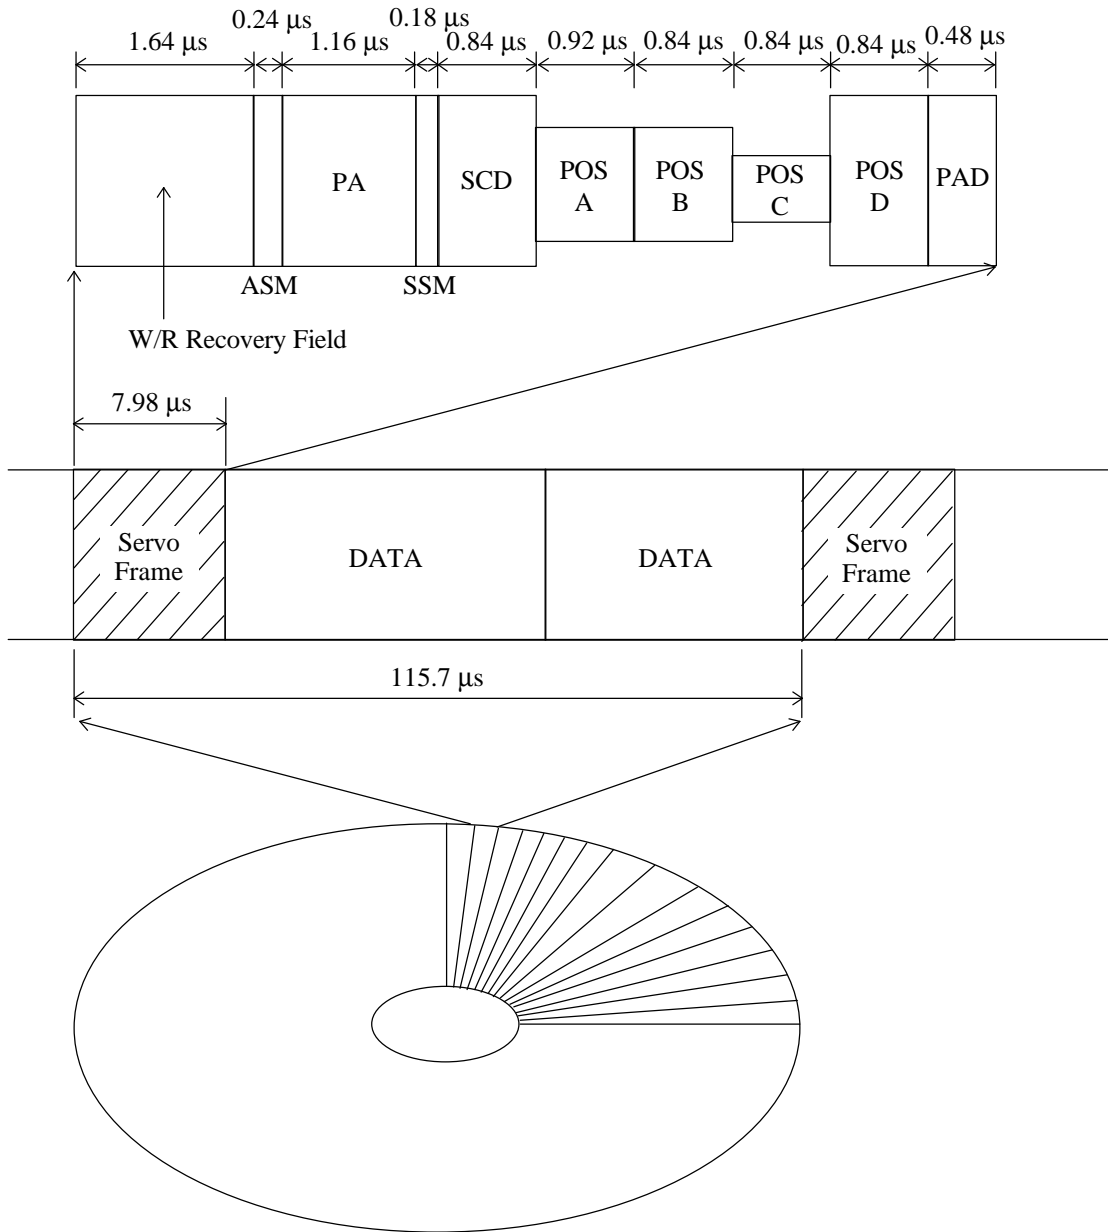 0.24 μs
0.18 μs
1.64 μs
1.16 μs
0.84 μs
0.92 μs
0.84 μs
0.84 μs
0.84 μs
0.48 μs
PA
SCD
POS
A
POS
B
POS
C
POS
D
PAD
ASM
SSM
W/R Recovery Field
7.98 μs
Servo
Frame
DATA
DATA
Servo
Frame
115.7 μs